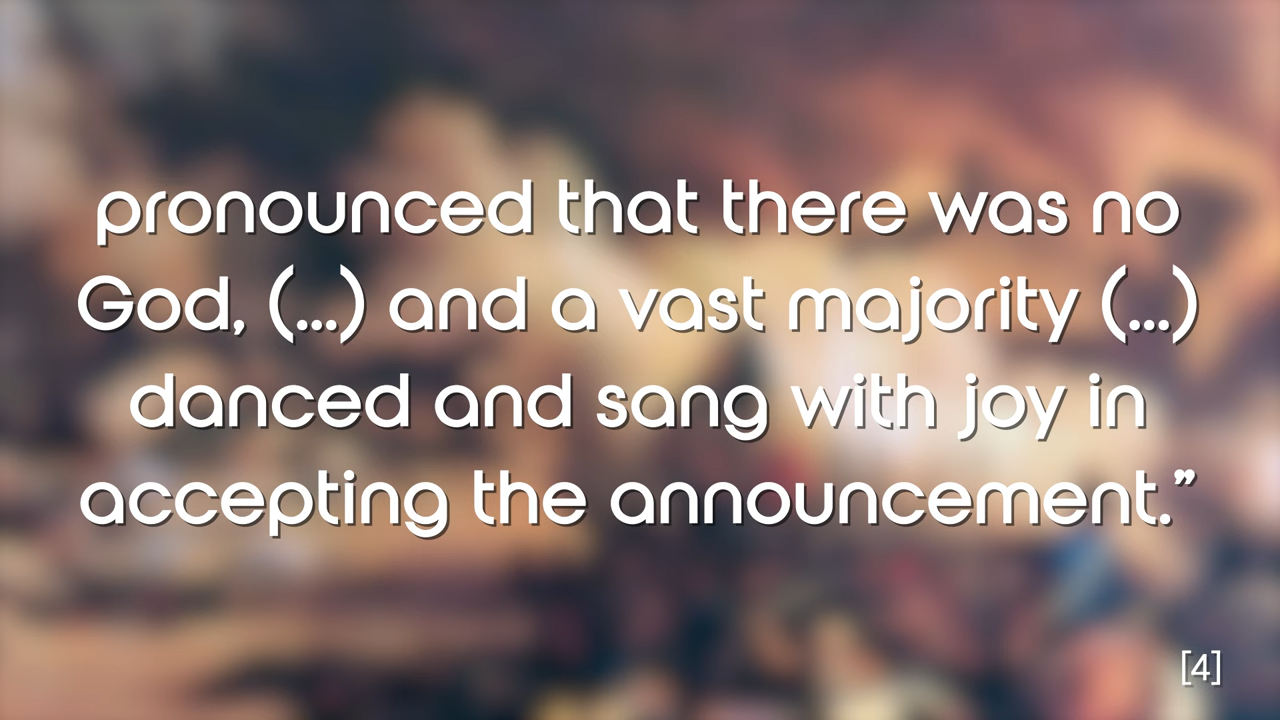 pronounced that there was no
God, (...) and a vast majority (...)
danced and sang with joy in
accepting the announcement.”
[4]